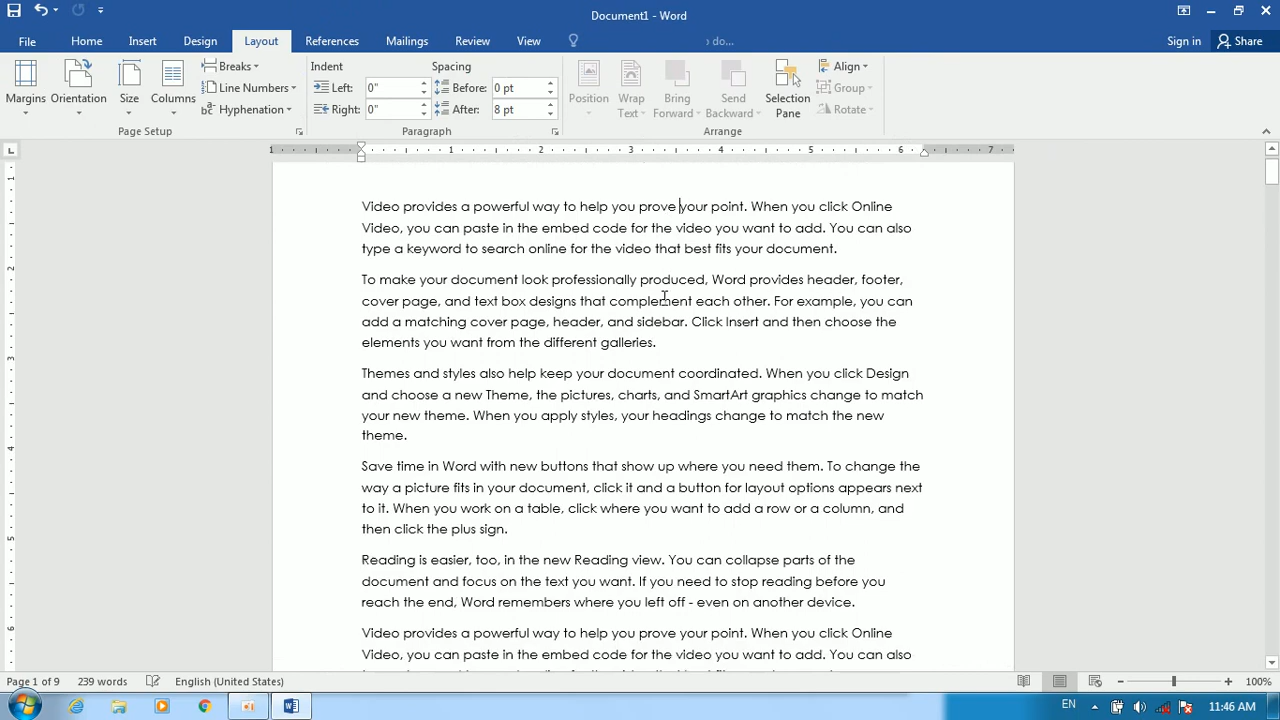 Document1 - Word
File Home Insert Design Layout References Mailings Review View do... Sign in Share
Margins Orientation Size Columns Breaks Line Numbers Hyphenation
Page Setup
Indent Spacing
Left: 0" Before: 0 pt
Right: 0" After: 8 pt
Paragraph
Position Wrap Text Bring Forward Send Backward Selection Pane Align Group Rotate
Arrange
1 1 2 3 4 5 6 7
1
2
3
4
5
6
Video provides a powerful way to help you prove your point. When you click Online
Video, you can paste in the embed code for the video you want to add. You can also
type a keyword to search online for the video that best fits your document.
To make your document look professionally produced, Word provides header, footer,
cover page, and text box designs that complement each other. For example, you can
add a matching cover page, header, and sidebar. Click Insert and then choose the
elements you want from the different galleries.
Themes and styles also help keep your document coordinated. When you click Design
and choose a new Theme, the pictures, charts, and SmartArt graphics change to match
your new theme. When you apply styles, your headings change to match the new
theme.
Save time in Word with new buttons that show up where you need them. To change the
way a picture fits in your document, click it and a button for layout options appears next
to it. When you work on a table, click where you want to add a row or a column, and
then click the plus sign.
Reading is easier, too, in the new Reading view. You can collapse parts of the
document and focus on the text you want. If you need to stop reading before you
reach the end, Word remembers where you left off - even on another device.
Video provides a powerful way to help you prove your point. When you click Online
Video, you can paste in the embed code for the video you want to add. You can also
Page 1 of 9 239 words English (United States) 100%
EN 11:46 AM